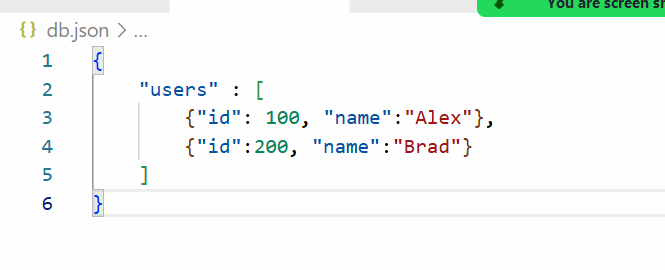 You are screen s
{} db.json > ...
1 {
2 "users" : [
3 {"id": 100, "name":"Alex"},
4 {"id":200, "name":"Brad"}
5 ]
6 }